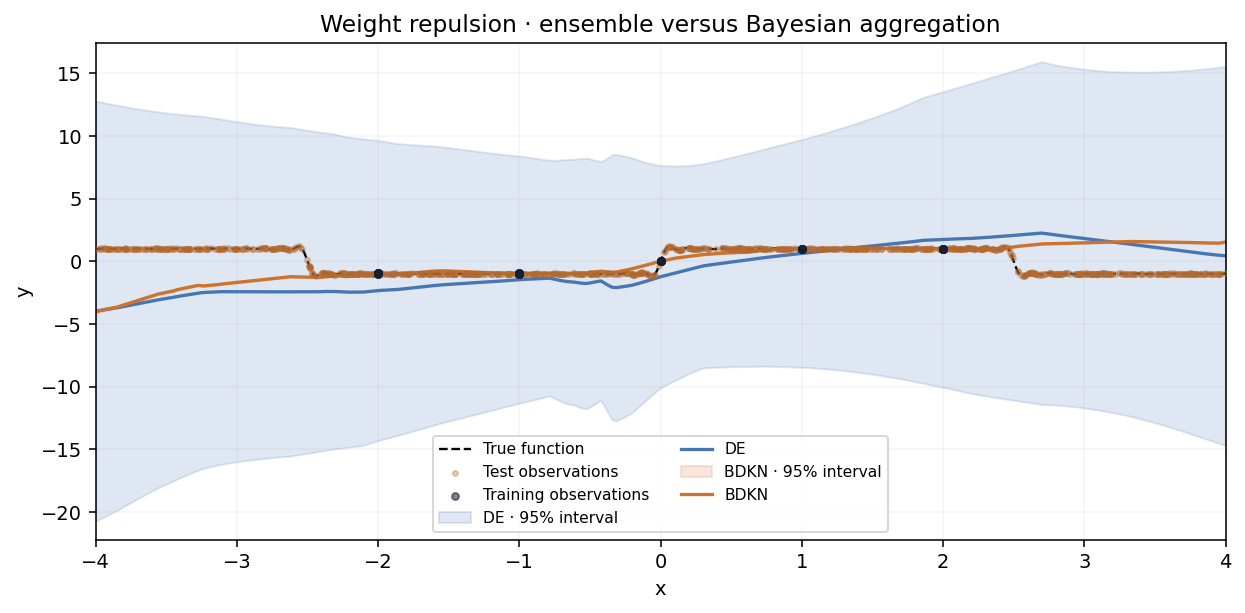 Weight repulsion · ensemble versus Bayesian aggregation
y
15
10
5
0
−5
−10
−15
−20
True function
Test observations
Training observations
DE · 95% interval
DE
BDKN · 95% interval
BDKN
−4
−3
−2
−1
0
1
2
3
4
x